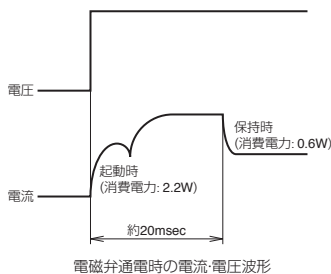 電圧
電流
起動時
(消費電力: 2.2W)
保持時
(消費電力: 0.6W)
約20msec
電磁弁通電時の電流·電圧波形